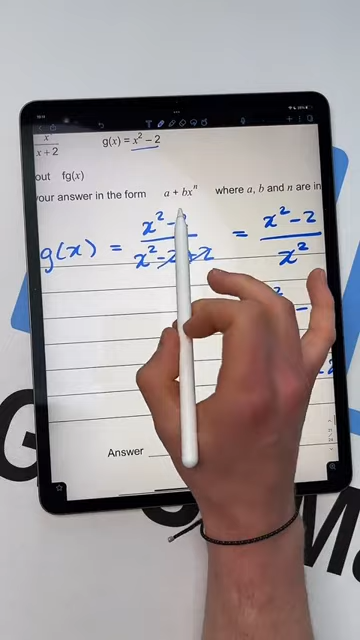 x g(x) = x² − 2
x + 2
out fg(x)
your answer in the form a + bxⁿ where a, b and n are in
g(x) = x² − 2 / x² − 2 + 2 = x² − 2 / x²
Answer